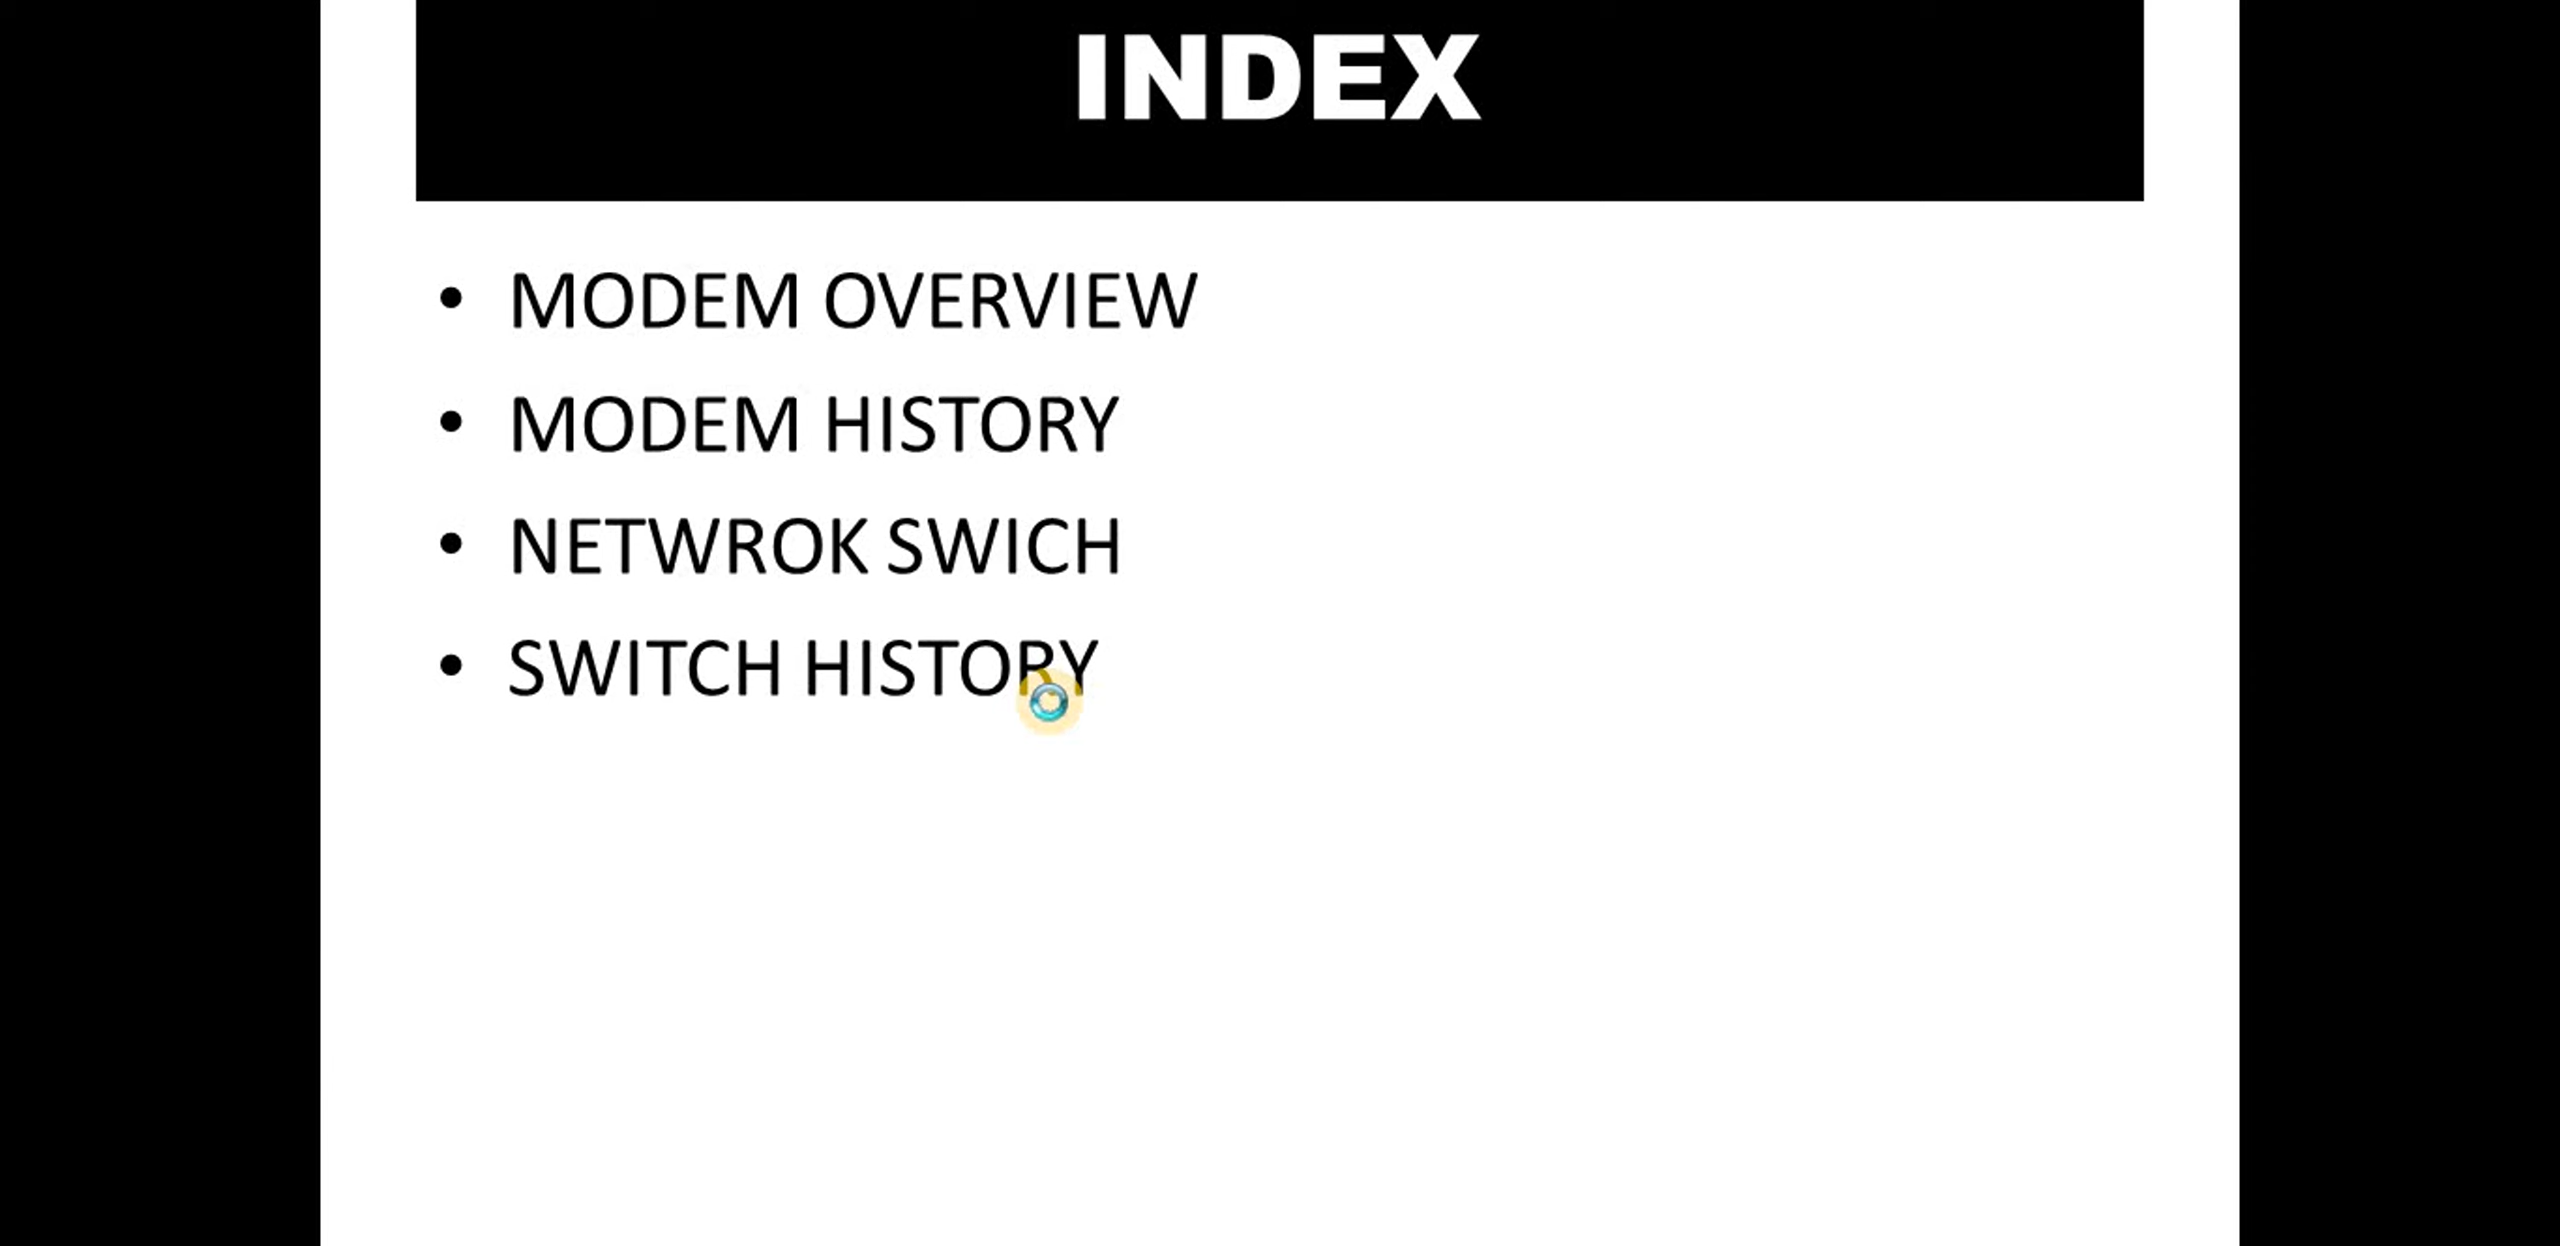 INDEX
• MODEM OVERVIEW
• MODEM HISTORY
• NETWROK SWICH
• SWITCH HISTORY